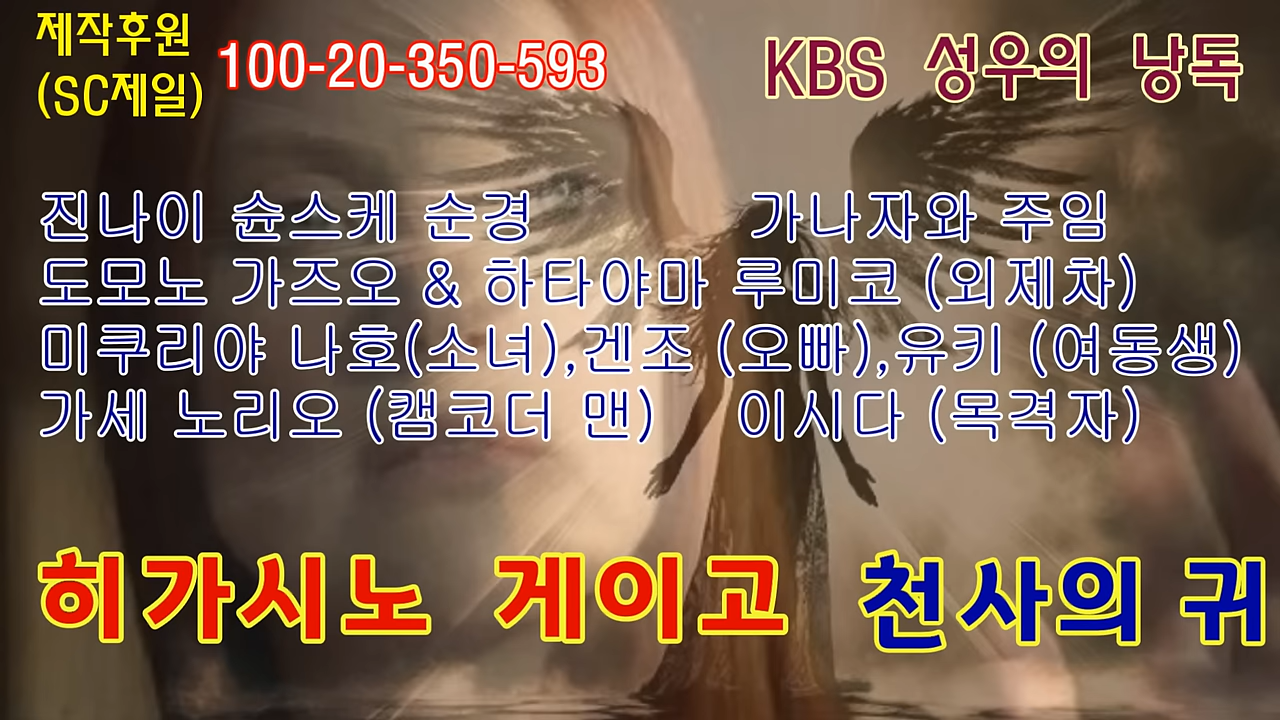 제작후원
(SC제일)
100-20-350-593
KBS 성우의 낭독
진나이 슌스케 순경 가나자와 주임
도모노 가즈오 & 하타야마 루미코 (외제차)
미쿠리야 나호(소녀),겐조 (오빠),유키 (여동생)
가세 노리오 (캠코더 맨) 이시다 (목격자)
히가시노 게이고 천사의 귀